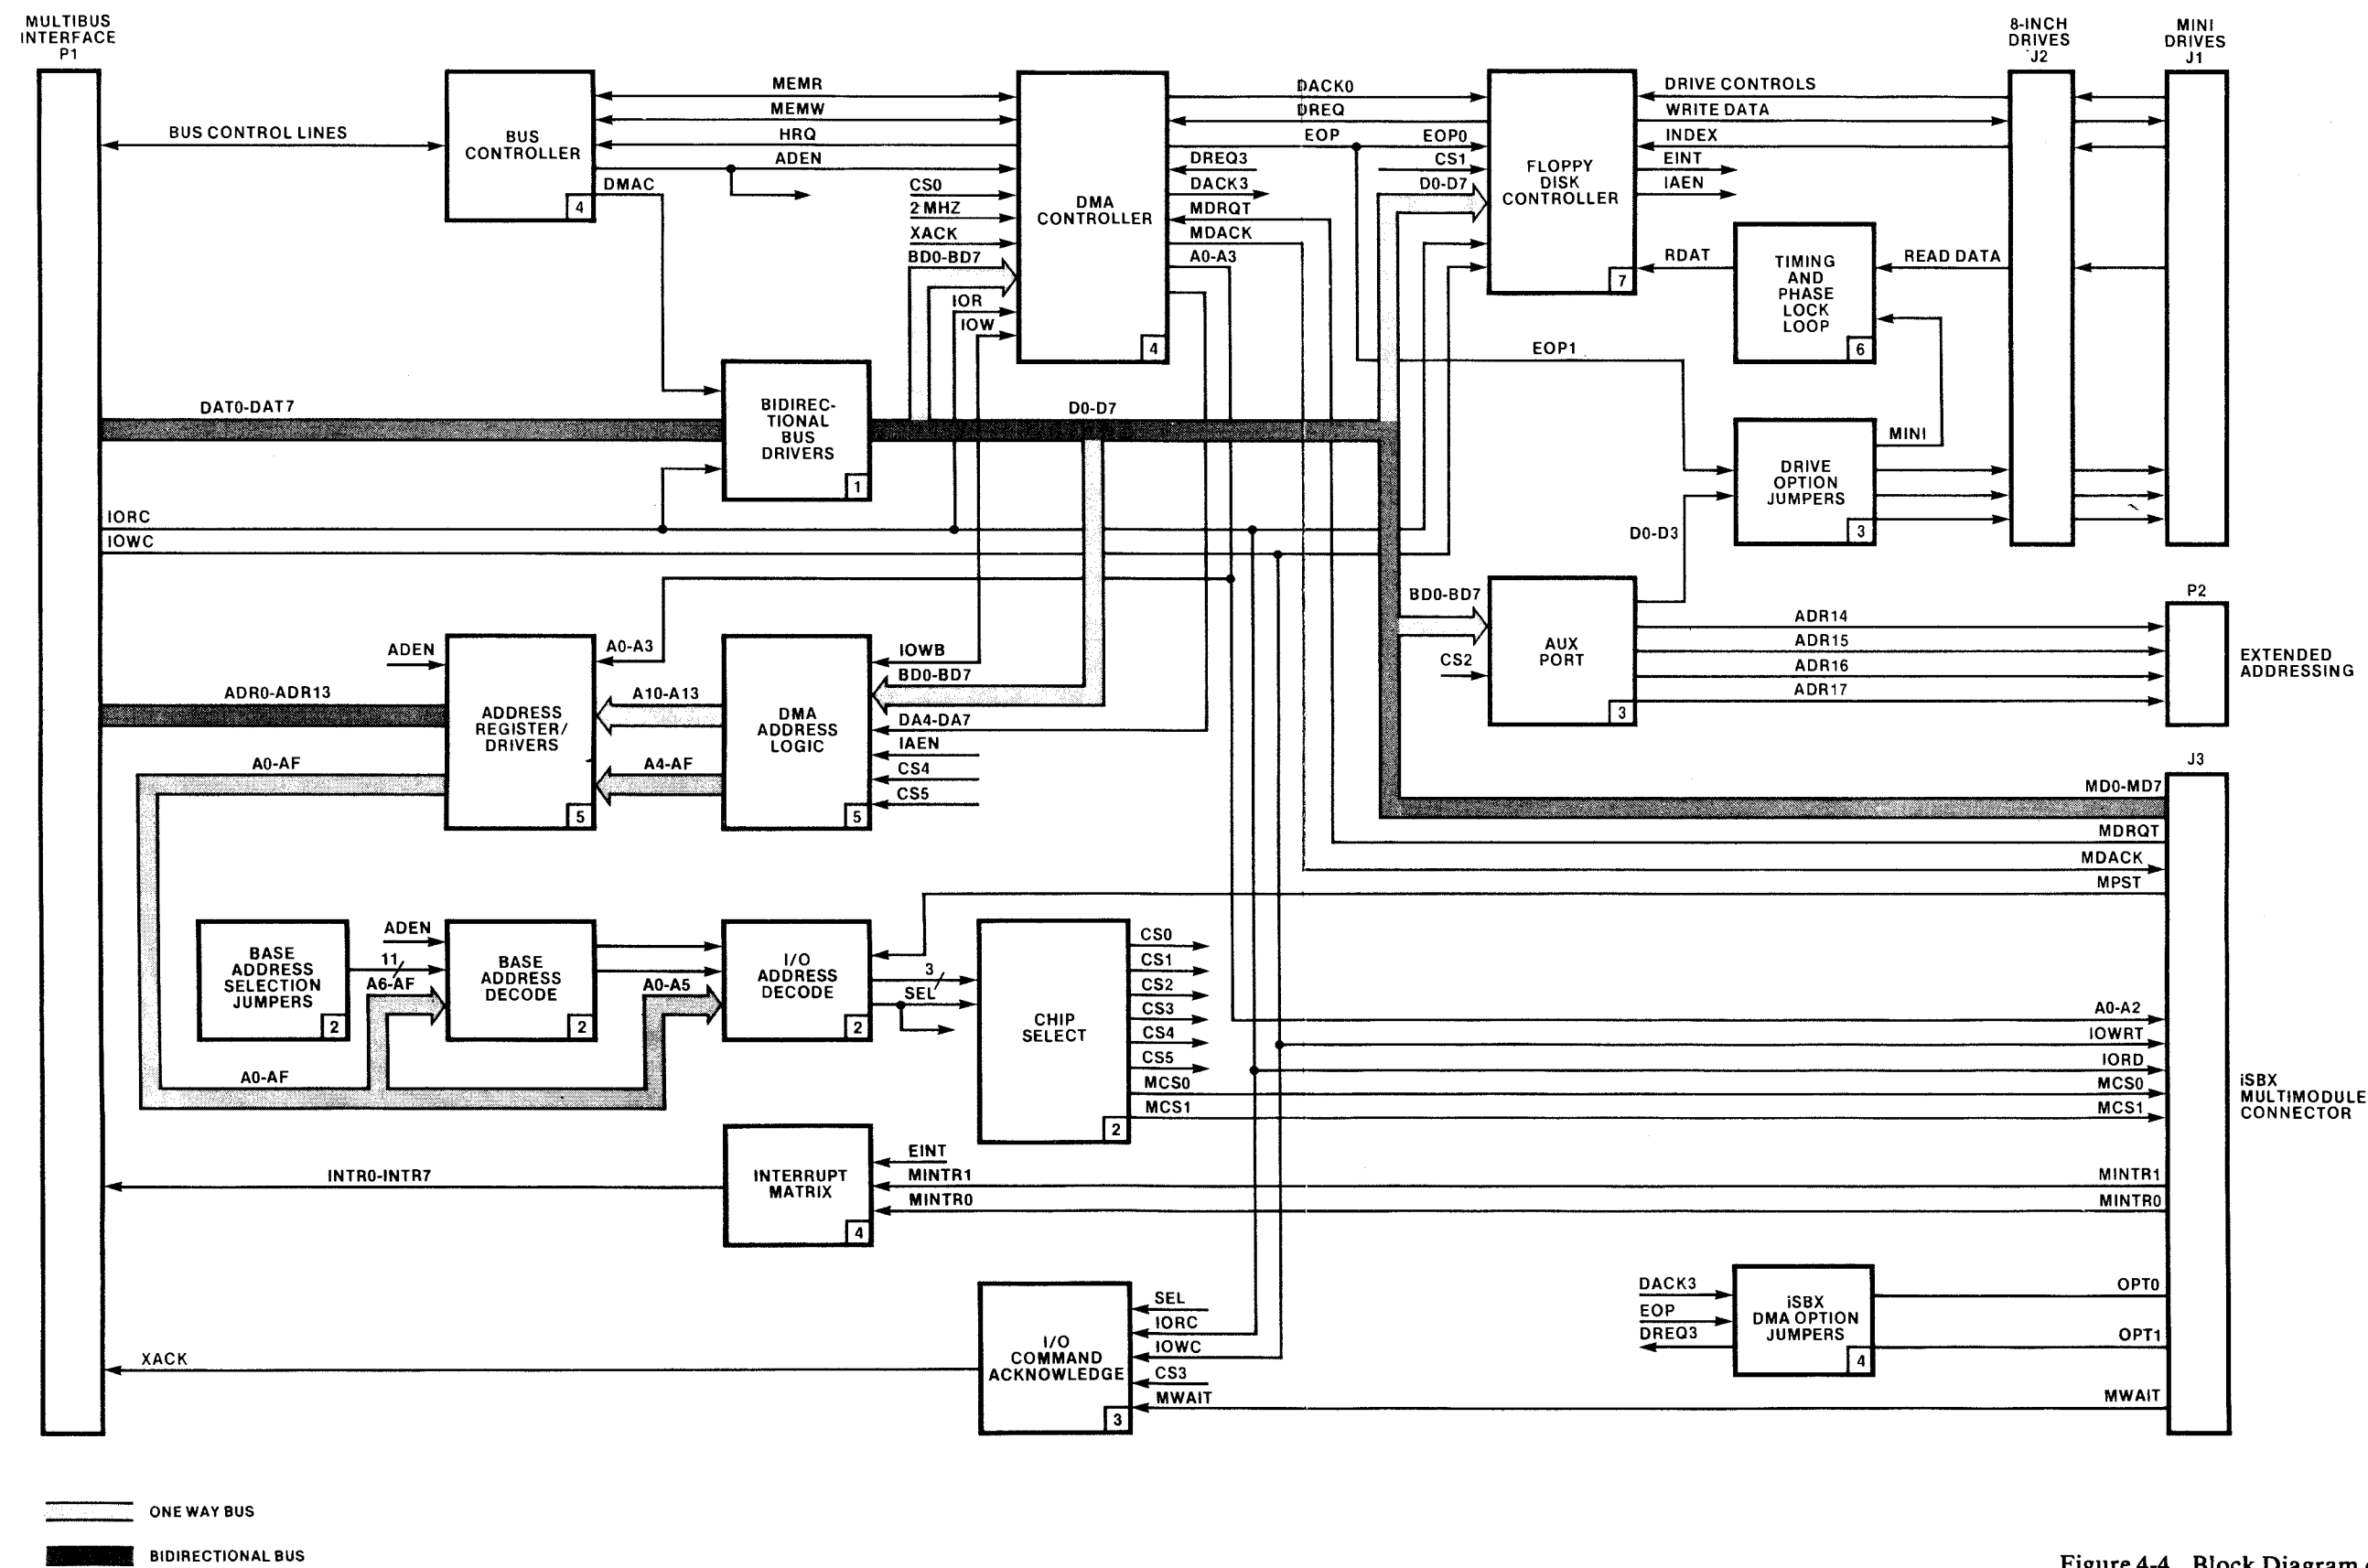 MULTIBUS
INTERFACE
P1
8-INCH
DRIVES
J2
MINI
DRIVES
J1
BUS CONTROL LINES
BUS
CONTROLLER
4
MEMR
MEMW
HRQ
ADEN
DMAC
CS0
2 MHZ
XACK
BD0-BD7
IOR
IOW
DMA
CONTROLLER
4
DACK0
DREQ
EOP
EOP0
DREQ3
CS1
DACK3
D0-D7
MDRQT
MDACK
A0-A3
FLOPPY
DISK
CONTROLLER
7
DRIVE CONTROLS
WRITE DATA
INDEX
EINT
IAEN
RDAT
TIMING
AND
PHASE
LOCK
LOOP
6
READ DATA
EOP1
MINI
DAT0-DAT7
BIDIREC-
TIONAL
BUS
DRIVERS
1
D0-D7
DRIVE
OPTION
JUMPERS
3
D0-D3
IORC
IOWC
BD0-BD7
CS2
AUX
PORT
3
ADR14
ADR15
ADR16
ADR17
P2
EXTENDED
ADDRESSING
ADEN
A0-A3
ADR0-ADR13
ADDRESS
REGISTER/
DRIVERS
5
A10-A13
A4-AF
DMA
ADDRESS
LOGIC
5
IOWB
BD0-BD7
DA4-DA7
IAEN
CS4
CS5
A0-AF
J3
MD0-MD7
MDRQT
MDACK
MPST
BASE
ADDRESS
SELECTION
JUMPERS
2
ADEN
11
A6-AF
BASE
ADDRESS
DECODE
2
A0-A5
I/O
ADDRESS
DECODE
2
3
SEL
CHIP
SELECT
2
CS0
CS1
CS2
CS3
CS4
CS5
MCS0
MCS1
A0-AF
A0-A2
IOWRT
IORD
MCS0
MCS1
iSBX
MULTIMODULE
CONNECTOR
INTR0-INTR7
INTERRUPT
MATRIX
4
EINT
MINTR1
MINTR0
MINTR1
MINTR0
XACK
I/O
COMMAND
ACKNOWLEDGE
3
SEL
IORC
IOWC
CS3
MWAIT
DACK3
EOP
DREQ3
iSBX
DMA OPTION
JUMPERS
4
OPT0
OPT1
MWAIT
ONE WAY BUS
BIDIRECTIONAL BUS
Figure 4-4. Block Diagram